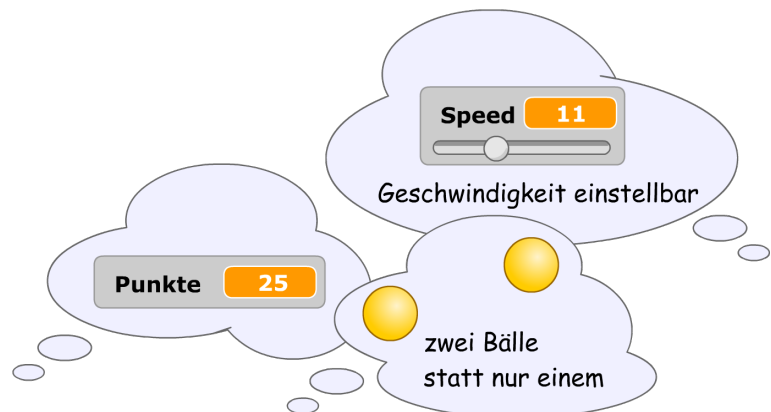 Speed 11
Geschwindigkeit einstellbar
Punkte 25
zwei Bälle
statt nur einem